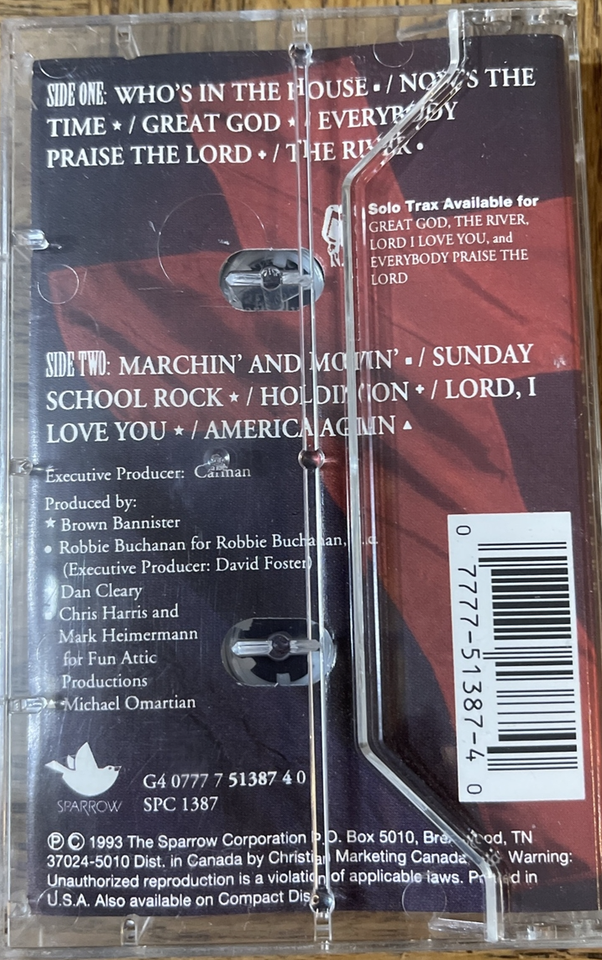 SIDE ONE: WHO'S IN THE HOUSE ▪ / NOW'S THE
TIME ★ / GREAT GOD ★ / EVERYBODY
PRAISE THE LORD + / THE RIVER •
Solo Trax Available for
GREAT GOD, THE RIVER,
LORD I LOVE YOU, and
EVERYBODY PRAISE THE
LORD
SIDE TWO: MARCHIN' AND MOVIN' ▪ / SUNDAY
SCHOOL ROCK ★ / HOLDIN' ON + / LORD, I
LOVE YOU ★ / AMERICA AGAIN ▲
Executive Producer: Carman
Produced by:
★ Brown Bannister
• Robbie Buchanan for Robbie Buchanan,
(Executive Producer: David Foster)
Dan Cleary
Chris Harris and
Mark Heimermann
for Fun Attic
Productions
▲ Michael Omartian
SPARROW
G4 0777 7 51387 4 0
SPC 1387
0 7777-51387-4 0
℗ © 1993 The Sparrow Corporation P.O. Box 5010, Brentwood, TN
37024-5010 Dist. in Canada by Christian Marketing Canada Warning:
Unauthorized reproduction is a violation of applicable laws. Printed in
U.S.A. Also available on Compact Disc